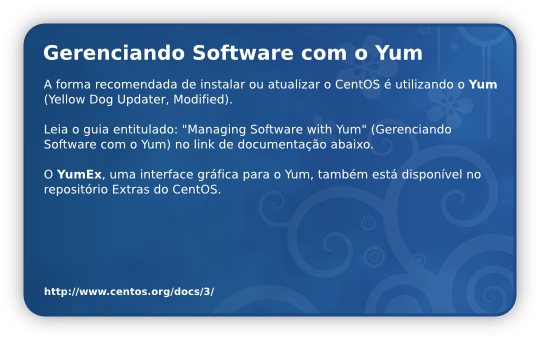 Gerenciando Software com o Yum
A forma recomendada de instalar ou atualizar o CentOS é utilizando o Yum
(Yellow Dog Updater, Modified).
Leia o guia entitulado: "Managing Software with Yum" (Gerenciando
Software com o Yum) no link de documentação abaixo.
O YumEx, uma interface gráfica para o Yum, também está disponível no
repositório Extras do CentOS.
http://www.centos.org/docs/3/